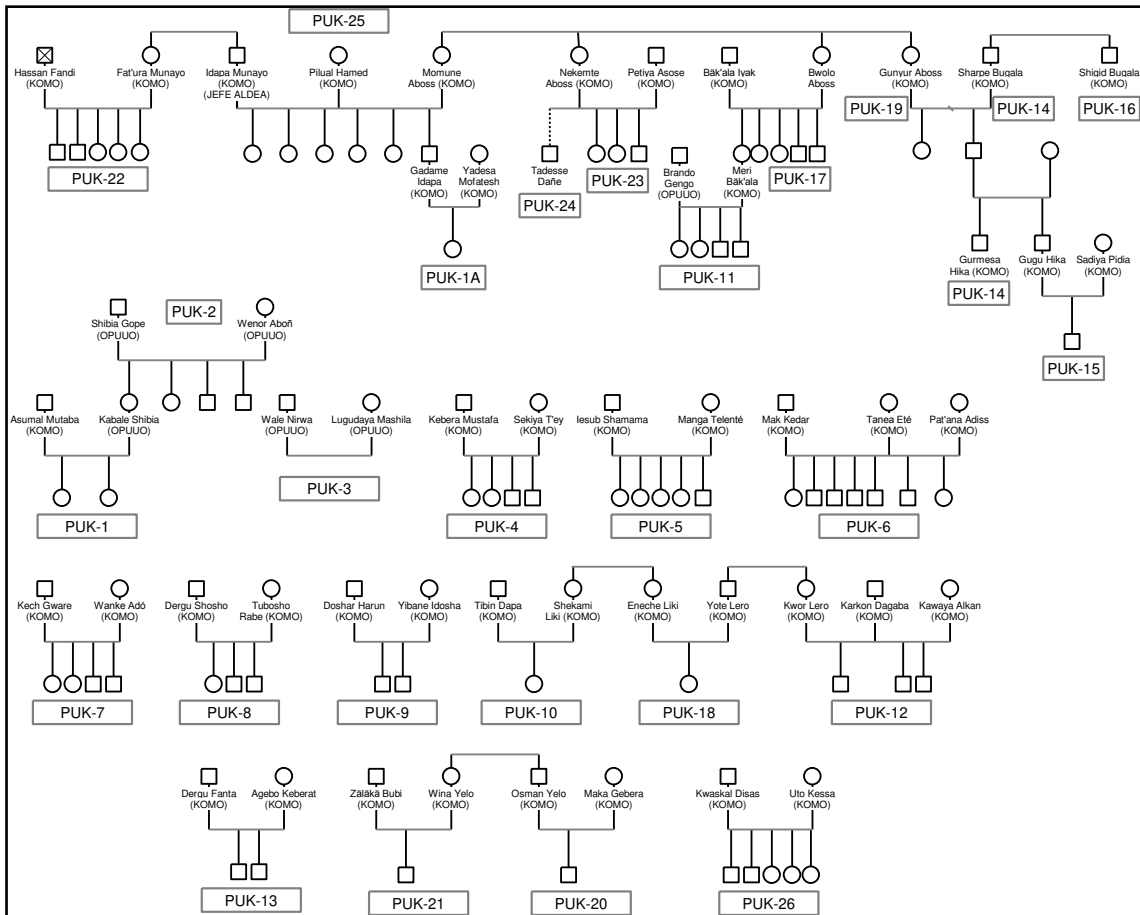 PUK-25
Hassan Fandi
(KOMO)
Fat'ura Munayo
(KOMO)
Idapa Munayo
(KOMO)
(JEFE ALDEA)
Pilual Hamed
(KOMO)
Momune
Aboss (KOMO)
Nekemte
Aboss (KOMO)
Petiya Asose
(KOMO)
Bäk'ala Iyak
(KOMO)
Bwolo
Aboss
Gunyur Aboss
(KOMO)
Sharpe Bugala
(KOMO)
Shigid Bugala
(KOMO)
PUK-19
PUK-14
PUK-16
PUK-22
Gadame
Idapa
(KOMO)
Yadesa
Mofatesh
(KOMO)
Tadesse
Dañe
PUK-23
PUK-24
Brando
Gengo
(OPUUO)
Meri
Bäk'ala
(KOMO)
PUK-17
PUK-1A
PUK-11
Gurmesa
Hika (KOMO)
Gugu Hika
(KOMO)
Sadiya Pidia
(KOMO)
PUK-14
PUK-15
PUK-2
Shibia Gope
(OPUUO)
Wenor Aboñ
(OPUUO)
Asumal Mutaba
(KOMO)
Kabale Shibia
(OPUUO)
Wale Nirwa
(OPUUO)
Lugudaya Mashila
(OPUUO)
Kebera Mustafa
(KOMO)
Sekiya T'ey
(KOMO)
Iesub Shamama
(KOMO)
Manga Telenté
(KOMO)
Mak Kedar
(KOMO)
Tanea Eté
(KOMO)
Pat'ana Adiss
(KOMO)
PUK-1
PUK-3
PUK-4
PUK-5
PUK-6
Kech Gware
(KOMO)
Wanke Adó
(KOMO)
Dergu Shosho
(KOMO)
Tubosho
Rabe (KOMO)
Doshar Harun
(KOMO)
Yibane Idosha
(KOMO)
Tibin Dapa
(KOMO)
Shekami
Liki (KOMO)
Eneche Liki
(KOMO)
Yote Lero
(KOMO)
Kwor Lero
(KOMO)
Karkon Dagaba
(KOMO)
Kawaya Alkan
(KOMO)
PUK-7
PUK-8
PUK-9
PUK-10
PUK-18
PUK-12
Dergu Fanta
(KOMO)
Agebo Keberat
(KOMO)
Zäläkä Bubi
(KOMO)
Wina Yelo
(KOMO)
Osman Yelo
(KOMO)
Maka Gebera
(KOMO)
Kwaskal Disas
(KOMO)
Uto Kessa
(KOMO)
PUK-13
PUK-21
PUK-20
PUK-26